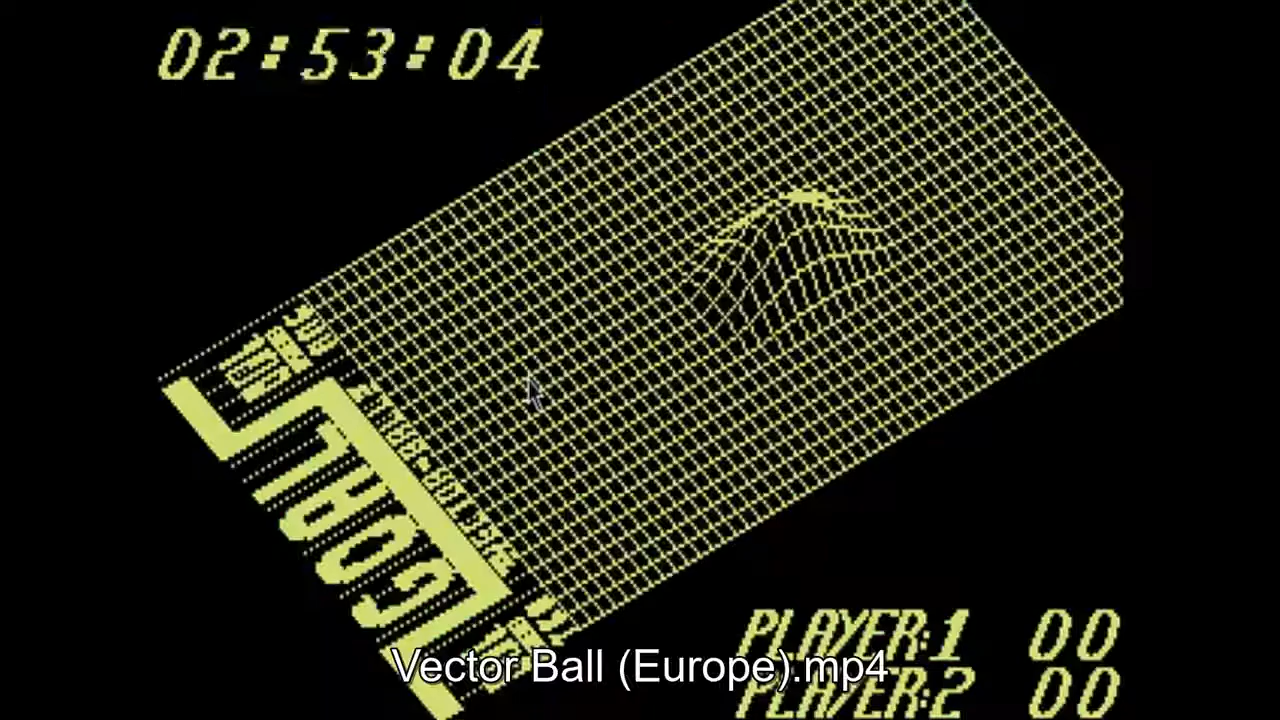 02:53:04
GOAL
PLAYER:1 00
Vector Ball (Europe).mp4
PLAYER:2 00